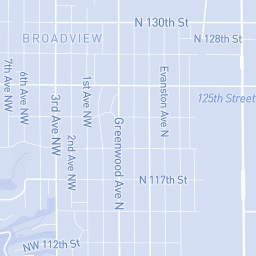 N 130th St
BROADVIEW
N 128th St
7th Ave NW
6th Ave NW
3rd Ave NW
1st Ave NW
2nd Ave NW
Greenwood Ave N
Evanston Ave N
125th Street
N 117th St
NW 112th St